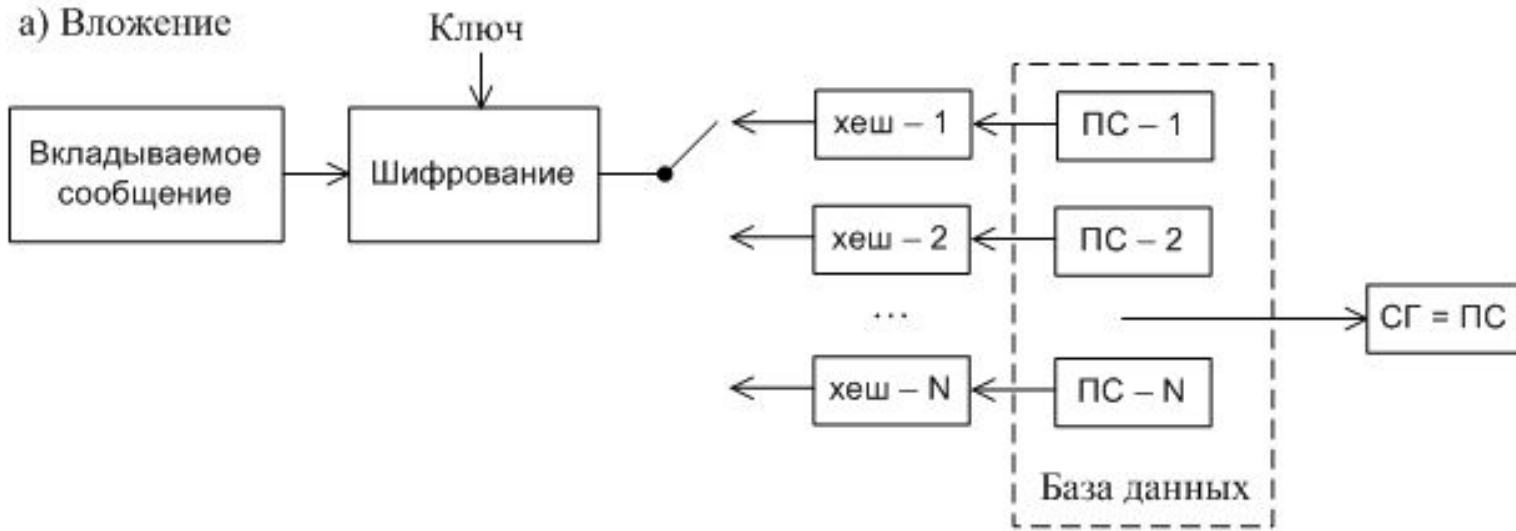 а) Вложение
Ключ
Вкладываемое
сообщение
Шифрование
хеш – 1
ПС – 1
хеш – 2
ПС – 2
...
СГ = ПС
хеш – N
ПС – N
База данных